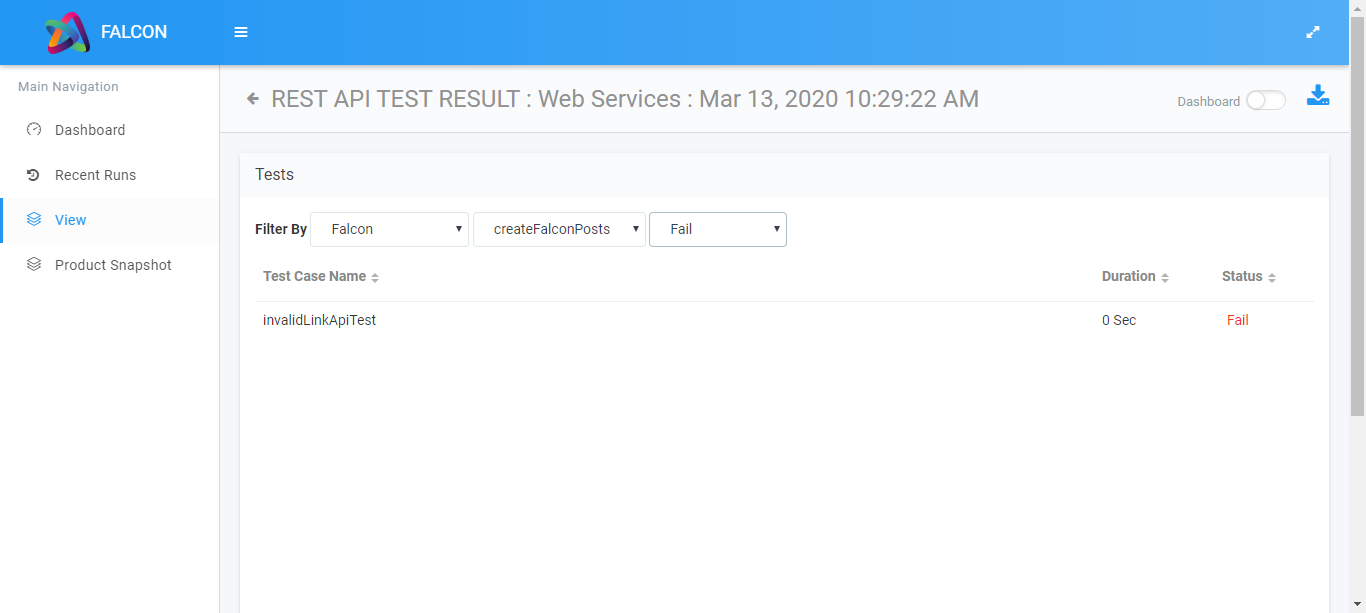 FALCON
Main Navigation
Dashboard
Recent Runs
View
Product Snapshot
REST API TEST RESULT : Web Services : Mar 13, 2020 10:29:22 AM
Dashboard
Tests
Filter By Falcon createFalconPosts Fail
Test Case Name Duration Status
invalidLinkApiTest 0 Sec Fail